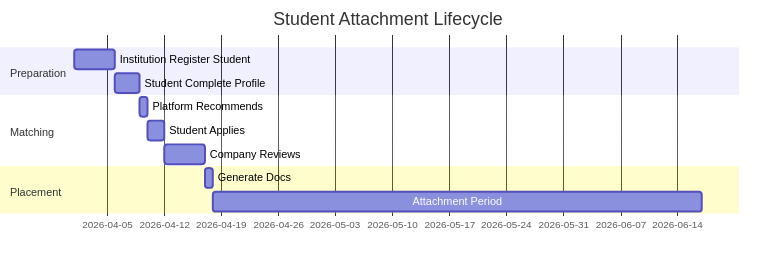 Student Attachment Lifecycle
Preparation
Institution Register Student
Student Complete Profile
Matching
Platform Recommends
Student Applies
Company Reviews
Placement
Generate Docs
Attachment Period
2026-04-05 2026-04-12 2026-04-19 2026-04-26 2026-05-03 2026-05-10 2026-05-17 2026-05-24 2026-05-31 2026-06-07 2026-06-14